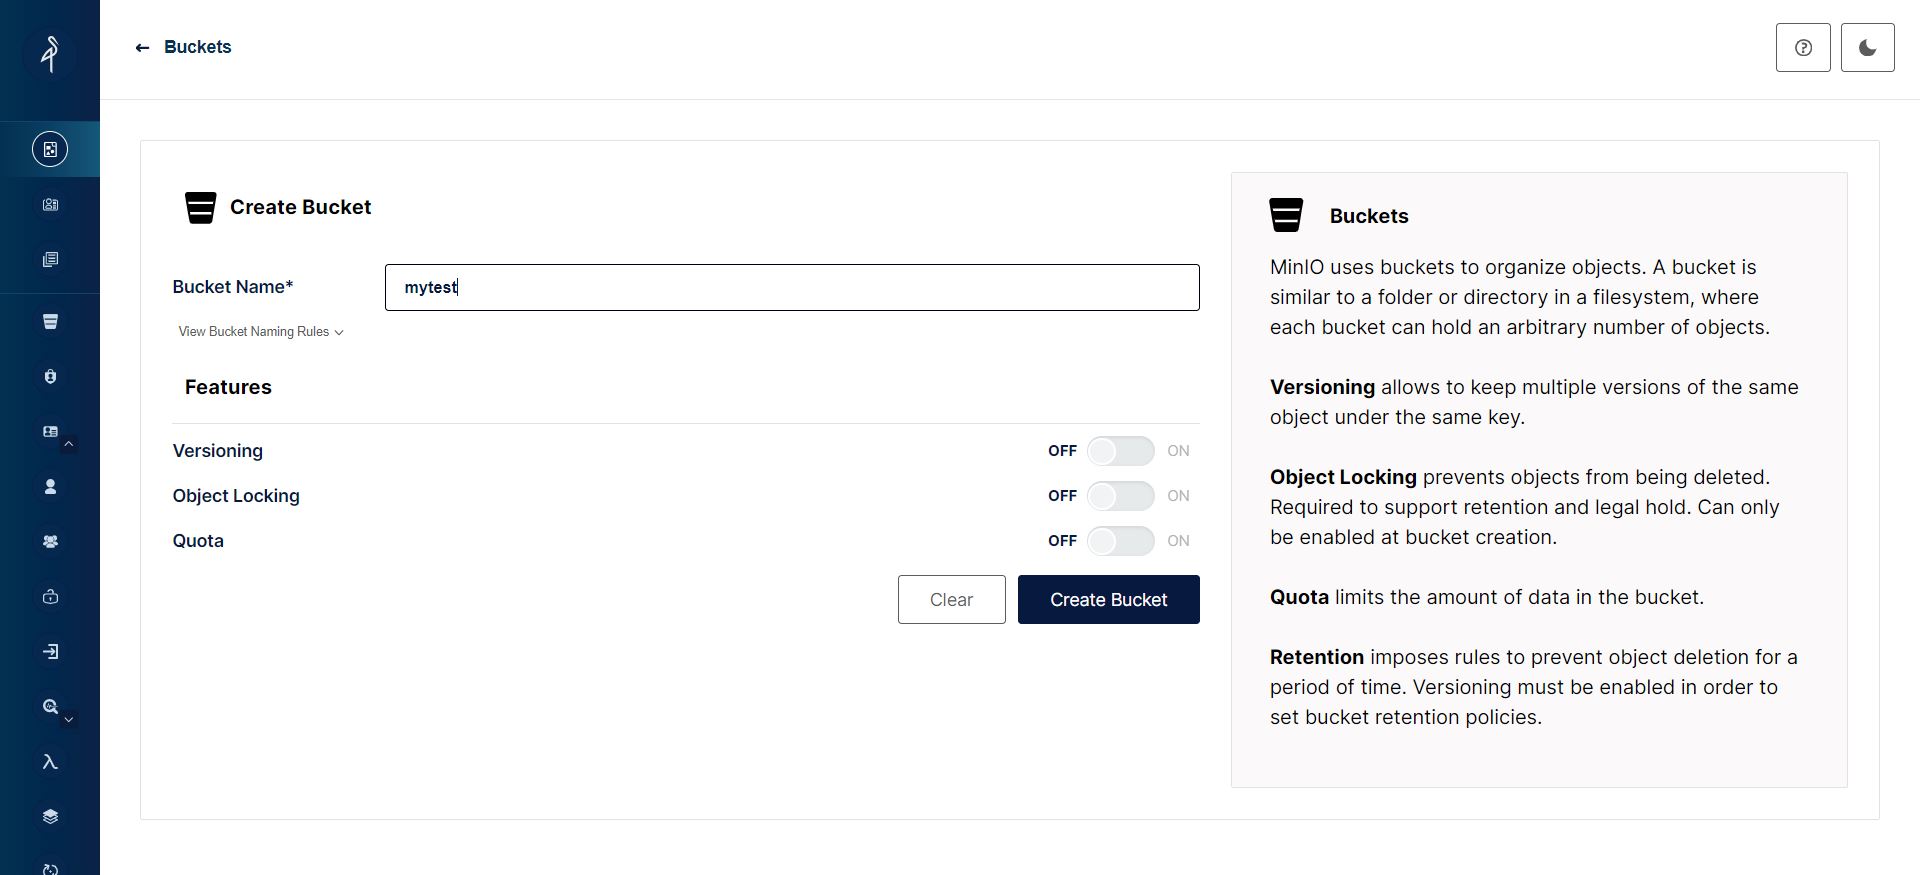 Buckets
Create Bucket
Bucket Name*
mytest
View Bucket Naming Rules
Features
Versioning
OFF ON
Object Locking
OFF ON
Quota
OFF ON
Clear
Create Bucket
Buckets
MinIO uses buckets to organize objects. A bucket is
similar to a folder or directory in a filesystem, where
each bucket can hold an arbitrary number of objects.
Versioning allows to keep multiple versions of the same
object under the same key.
Object Locking prevents objects from being deleted.
Required to support retention and legal hold. Can only
be enabled at bucket creation.
Quota limits the amount of data in the bucket.
Retention imposes rules to prevent object deletion for a
period of time. Versioning must be enabled in order to
set bucket retention policies.